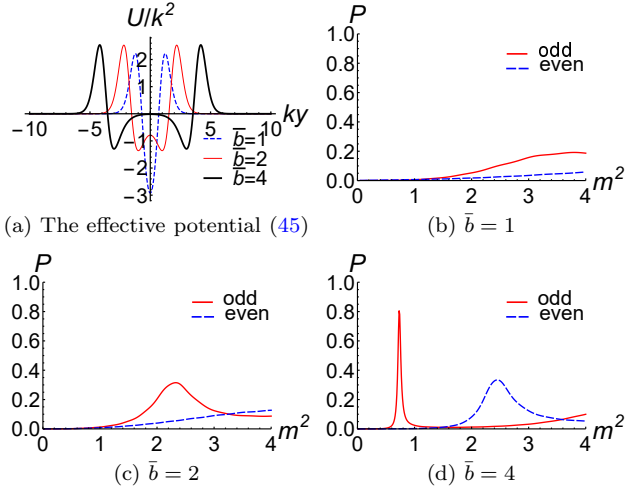 U/k²
2
1
−10 −5 5 10 ky
−1
−2
−3
b̄=1
b̄=2
b̄=4
(a) The effective potential (45)
P
1.0
0.8
0.6
0.4
0.2
0.0
0 1 2 3 4 m²
odd
even
(b) b̄ = 1
P
1.0
0.8
0.6
0.4
0.2
0.0
0 1 2 3 4 m²
odd
even
(c) b̄ = 2
P
1.0
0.8
0.6
0.4
0.2
0.0
0 1 2 3 4 m²
odd
even
(d) b̄ = 4